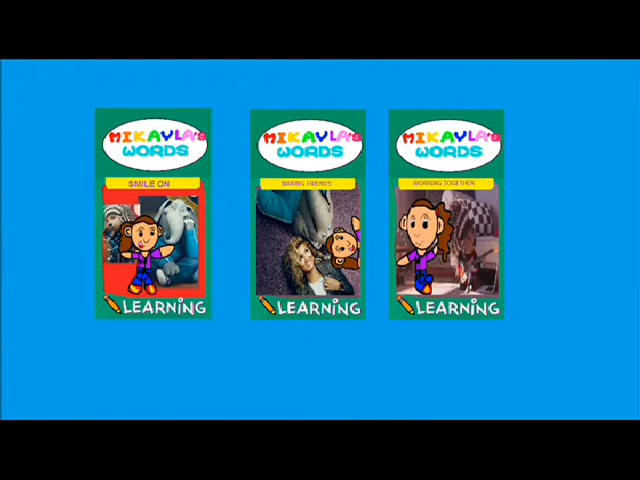 MIKAYLA's
WORDS
SMILE ON
LEARNING
MIKAYLA's
WORDS
MAKING FRIENDS
LEARNING
MIKAYLA's
WORDS
WORKING TOGETHER
LEARNING